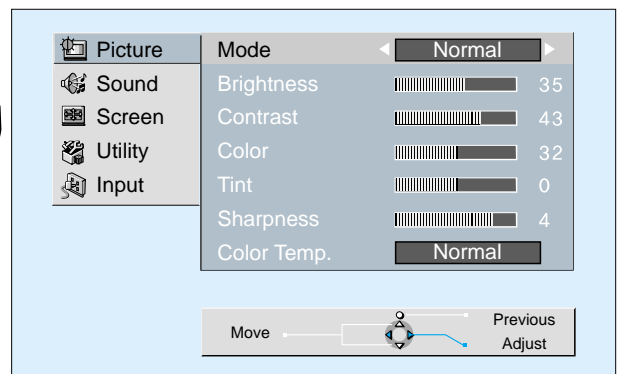 Picture
Sound
Screen
Utility
Input
Mode Normal
Brightness 35
Contrast 43
Color 32
Tint 0
Sharpness 4
Color Temp. Normal
Move
Previous
Adjust